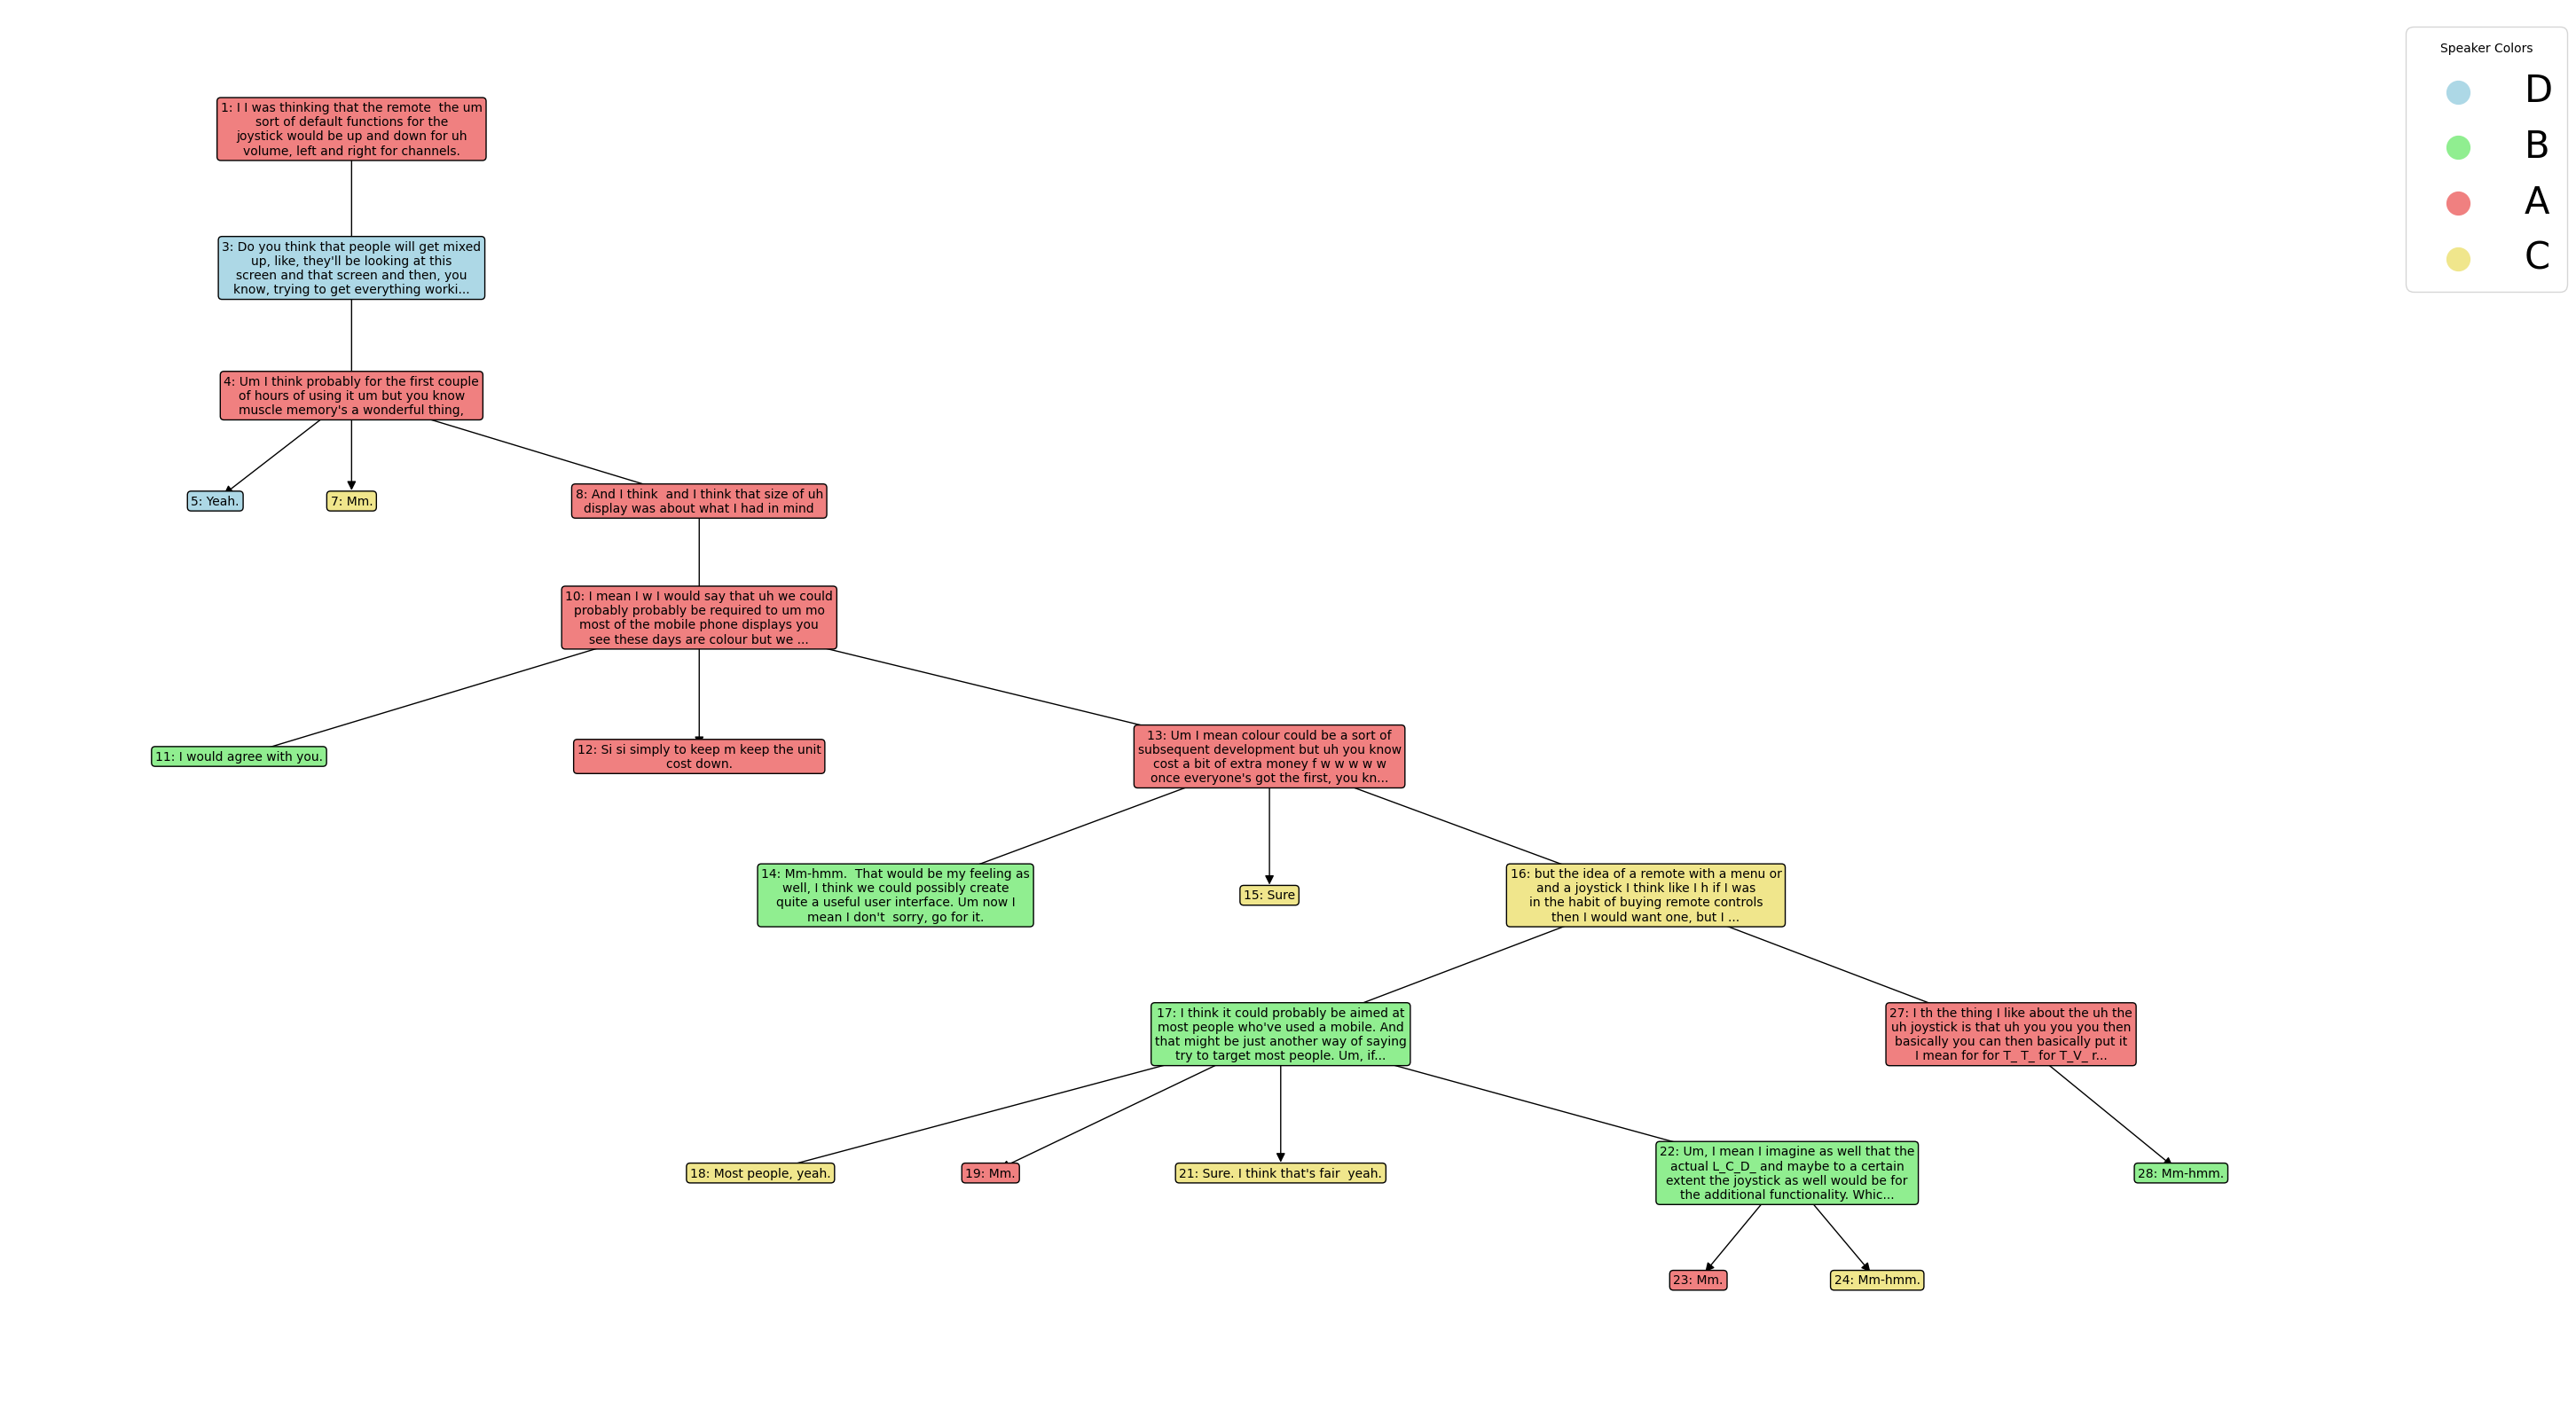 Speaker Colors
D
B
A
C
1: I I was thinking that the remote  the um
sort of default functions for the
joystick would be up and down for uh
volume, left and right for channels.
3: Do you think that people will get mixed
up, like, they'll be looking at this
screen and that screen and then, you
know, trying to get everything worki...
4: Um I think probably for the first couple
of hours of using it um but you know
muscle memory's a wonderful thing,
5: Yeah.
7: Mm.
8: And I think  and I think that size of uh
display was about what I had in mind
10: I mean I w I would say that uh we could
probably probably be required to um mo
most of the mobile phone displays you
see these days are colour but we ...
11: I would agree with you.
12: Si si simply to keep m keep the unit
cost down.
13: Um I mean colour could be a sort of
subsequent development but uh you know
cost a bit of extra money f w w w w w
once everyone's got the first, you kn...
14: Mm-hmm.  That would be my feeling as
well, I think we could possibly create
quite a useful user interface. Um now I
mean I don't  sorry, go for it.
15: Sure
16: but the idea of a remote with a menu or
and a joystick I think like I h if I was
in the habit of buying remote controls
then I would want one, but I ...
17: I think it could probably be aimed at
most people who've used a mobile. And
that might be just another way of saying
try to target most people. Um, if...
27: I th the thing I like about the uh the
uh joystick is that uh you you you then
basically you can then basically put it
I mean for for T_ T_ for T_V_ r...
18: Most people, yeah.
19: Mm.
21: Sure. I think that's fair  yeah.
22: Um, I mean I imagine as well that the
actual L_C_D_ and maybe to a certain
extent the joystick as well would be for
the additional functionality. Whic...
28: Mm-hmm.
23: Mm.
24: Mm-hmm.